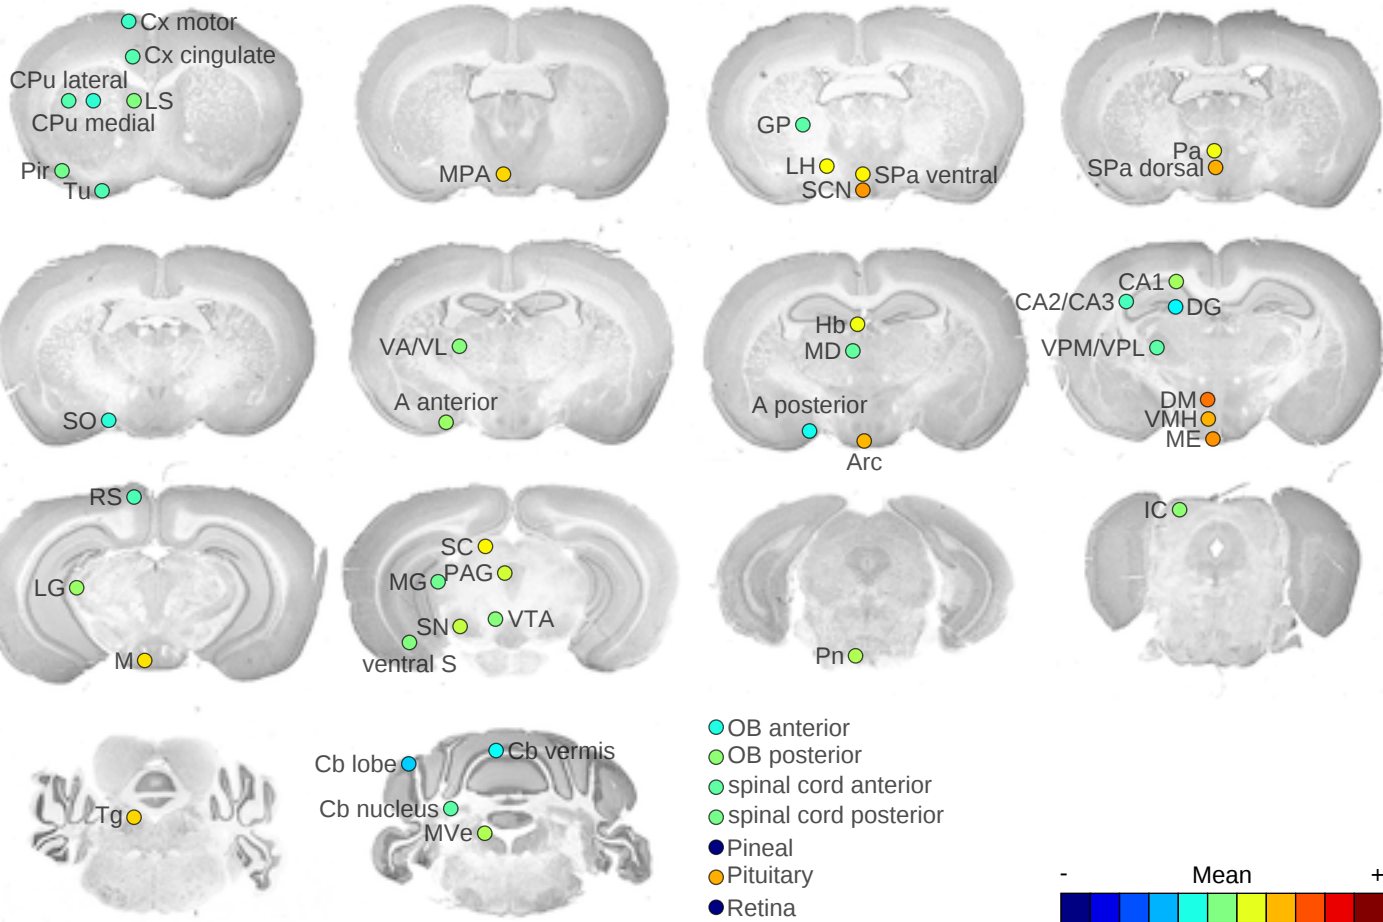 Cx motor
Cx cingulate
CPu lateral
LS
CPu medial
Pir
Tu
MPA
GP
LH
SPa ventral
SCN
Pa
SPa dorsal
SO
VA/VL
A anterior
Hb
MD
A posterior
Arc
CA1
CA2/CA3
DG
VPM/VPL
DM
VMH
ME
RS
LG
M
SC
PAG
MG
VTA
SN
ventral S
Pn
IC
Tg
Cb lobe
Cb vermis
Cb nucleus
MVe
OB anterior
OB posterior
spinal cord anterior
spinal cord posterior
Pineal
Pituitary
Retina
- Mean +